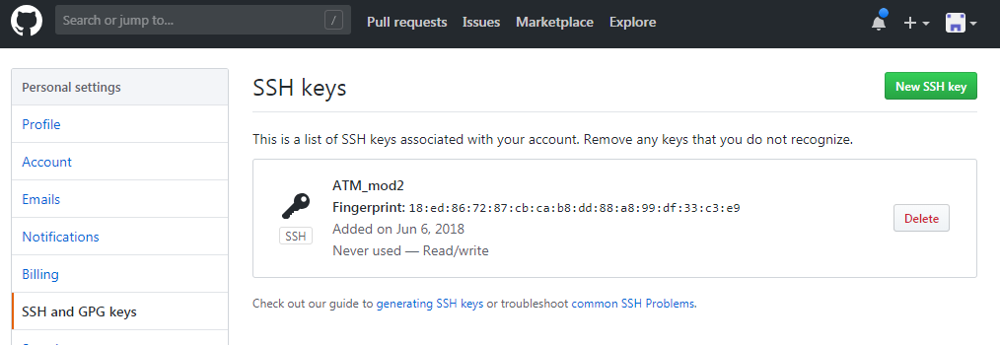 Search or jump to... /
Pull requests Issues Marketplace Explore
Personal settings
Profile
Account
Emails
Notifications
Billing
SSH and GPG keys
SSH keys
New SSH key
This is a list of SSH keys associated with your account. Remove any keys that you do not recognize.
SSH
ATM_mod2
Fingerprint: 18:ed:86:72:87:cb:ca:b8:dd:88:a8:99:df:33:c3:e9
Added on Jun 6, 2018
Never used — Read/write
Delete
Check out our guide to generating SSH keys or troubleshoot common SSH Problems.